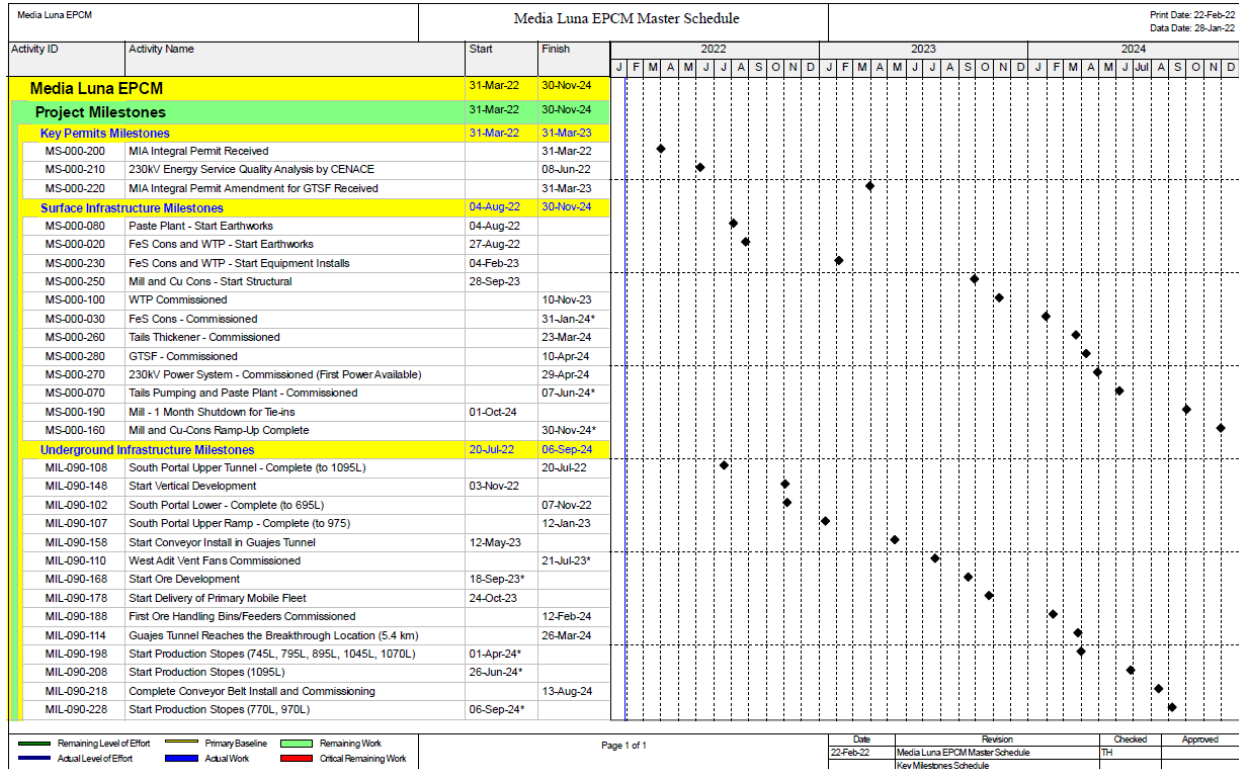 Media Luna EPCM
Media Luna EPCM Master Schedule
Print Date: 22-Feb-22
Data Date: 28-Jan-22
Activity ID Activity Name Start Finish 2022 2023 2024
J F M A M J J A S O N D J F M A M J J A S O N D J F M A M J Jul A S O N D
Media Luna EPCM 31-Mar-22 30-Nov-24
Project Milestones 31-Mar-22 30-Nov-24
Key Permits Milestones 31-Mar-22 31-Mar-23
MS-000-200 MIA Integral Permit Received 31-Mar-22
MS-000-210 230kV Energy Service Quality Analysis by CENACE 08-Jun-22
MS-000-220 MIA Integral Permit Amendment for GTSF Received 31-Mar-23
Surface Infrastructure Milestones 04-Aug-22 30-Nov-24
MS-000-080 Paste Plant - Start Earthworks 04-Aug-22
MS-000-020 FeS Cons and WTP - Start Earthworks 27-Aug-22
MS-000-230 FeS Cons and WTP - Start Equipment Installs 04-Feb-23
MS-000-250 Mill and Cu Cons - Start Structural 28-Sep-23
MS-000-100 WTP Commissioned 10-Nov-23
MS-000-030 FeS Cons - Commissioned 31-Jan-24*
MS-000-260 Tails Thickener - Commissioned 23-Mar-24
MS-000-280 GTSF - Commissioned 10-Apr-24
MS-000-270 230kV Power System - Commissioned (First Power Available) 29-Apr-24
MS-000-070 Tails Pumping and Paste Plant - Commissioned 07-Jun-24*
MS-000-190 Mill - 1 Month Shutdown for Tie-ins 01-Oct-24
MS-000-160 Mill and Cu-Cons Ramp-Up Complete 30-Nov-24*
Underground Infrastructure Milestones 20-Jul-22 06-Sep-24
MIL-090-108 South Portal Upper Tunnel - Complete (to 1095L) 20-Jul-22
MIL-090-148 Start Vertical Development 03-Nov-22
MIL-090-102 South Portal Lower - Complete (to 695L) 07-Nov-22
MIL-090-107 South Portal Upper Ramp - Complete (to 975) 12-Jan-23
MIL-090-158 Start Conveyor Install in Guajes Tunnel 12-May-23
MIL-090-110 West Adit Vent Fans Commissioned 21-Jul-23*
MIL-090-168 Start Ore Development 18-Sep-23*
MIL-090-178 Start Delivery of Primary Mobile Fleet 24-Oct-23
MIL-090-188 First Ore Handling Bins/Feeders Commissioned 12-Feb-24
MIL-090-114 Guajes Tunnel Reaches the Breakthrough Location (5.4 km) 26-Mar-24
MIL-090-198 Start Production Stopes (745L, 795L, 895L, 1045L, 1070L) 01-Apr-24*
MIL-090-208 Start Production Stopes (1095L) 26-Jun-24*
MIL-090-218 Complete Conveyor Belt Install and Commissioning 13-Aug-24
MIL-090-228 Start Production Stopes (770L, 970L) 06-Sep-24*
Remaining Level of Effort Primary Baseline Remaining Work
Actual Level of Effort Actual Work Critical Remaining Work
Page 1 of 1
Date Revision Checked Approved
22-Feb-22 Media Luna EPCM Master Schedule TH
Key Milestones Schedule